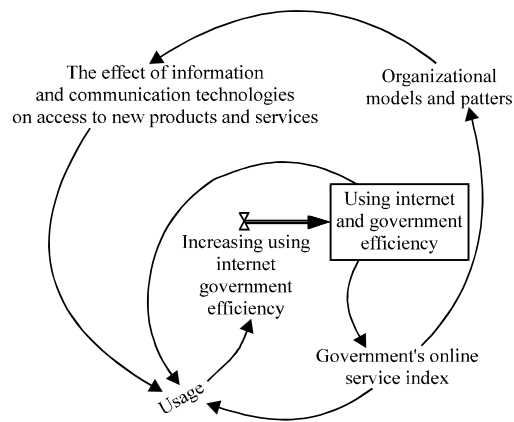 The effect of information
and communication technologies
on access to new products and services
Organizational
models and patters
Using internet
and government
efficiency
Increasing using
internet
government
efficiency
Government's online
service index
Usage